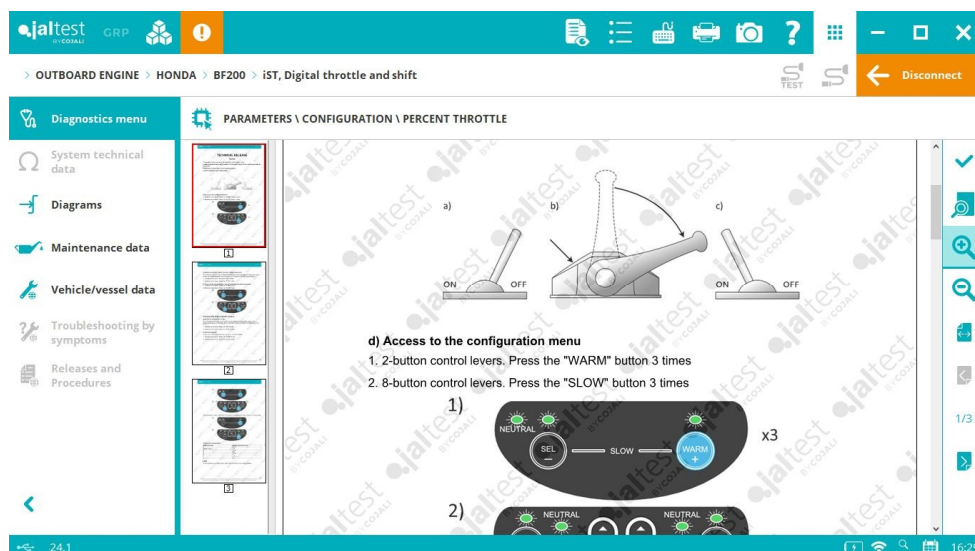 jaltest GRP
BY COJALI
TEST
> OUTBOARD ENGINE > HONDA > BF200 > iST, Digital throttle and shift
Disconnect
Diagnostics menu
PARAMETERS \ CONFIGURATION \ PERCENT THROTTLE
System technical
data
Diagrams
Maintenance data
Vehicle/vessel data
Troubleshooting by
symptoms
Releases and
Procedures
1
2
3
a) b) c)
ON OFF ON OFF
d) Access to the configuration menu
1. 2-button control levers. Press the "WARM" button 3 times
2. 8-button control levers. Press the "SLOW" button 3 times
1)
NEUTRAL
SEL
−
SLOW
WARM
+
x3
2)
NEUTRAL NEUTRAL
1/3
24.1